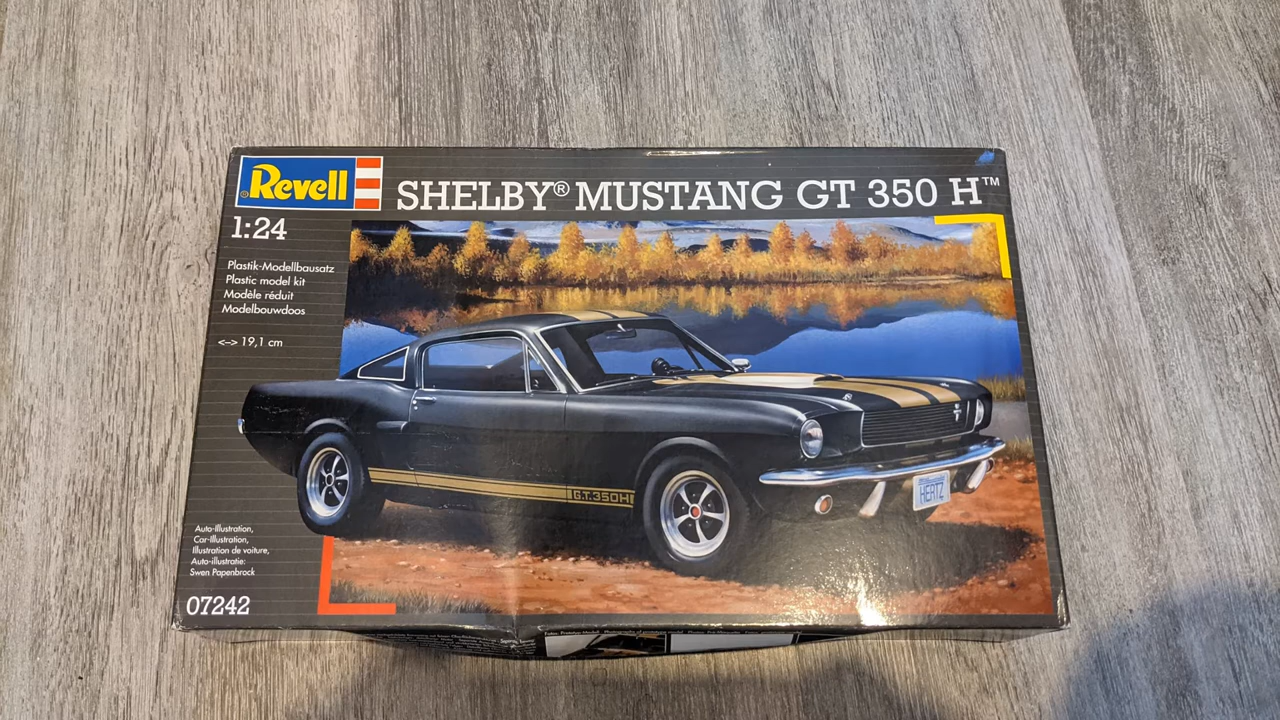 Revell
SHELBY® MUSTANG GT 350 H™
1:24
Plastik-Modellbausatz
Plastic model kit
Modèle réduit
Modelbouwdoos
<-> 19,1 cm
G.T.350H
HERTZ
Auto-Illustration,
Car-Illustration,
Illustration de voiture,
Auto-illustratie:
Swen Papenbrock
07242